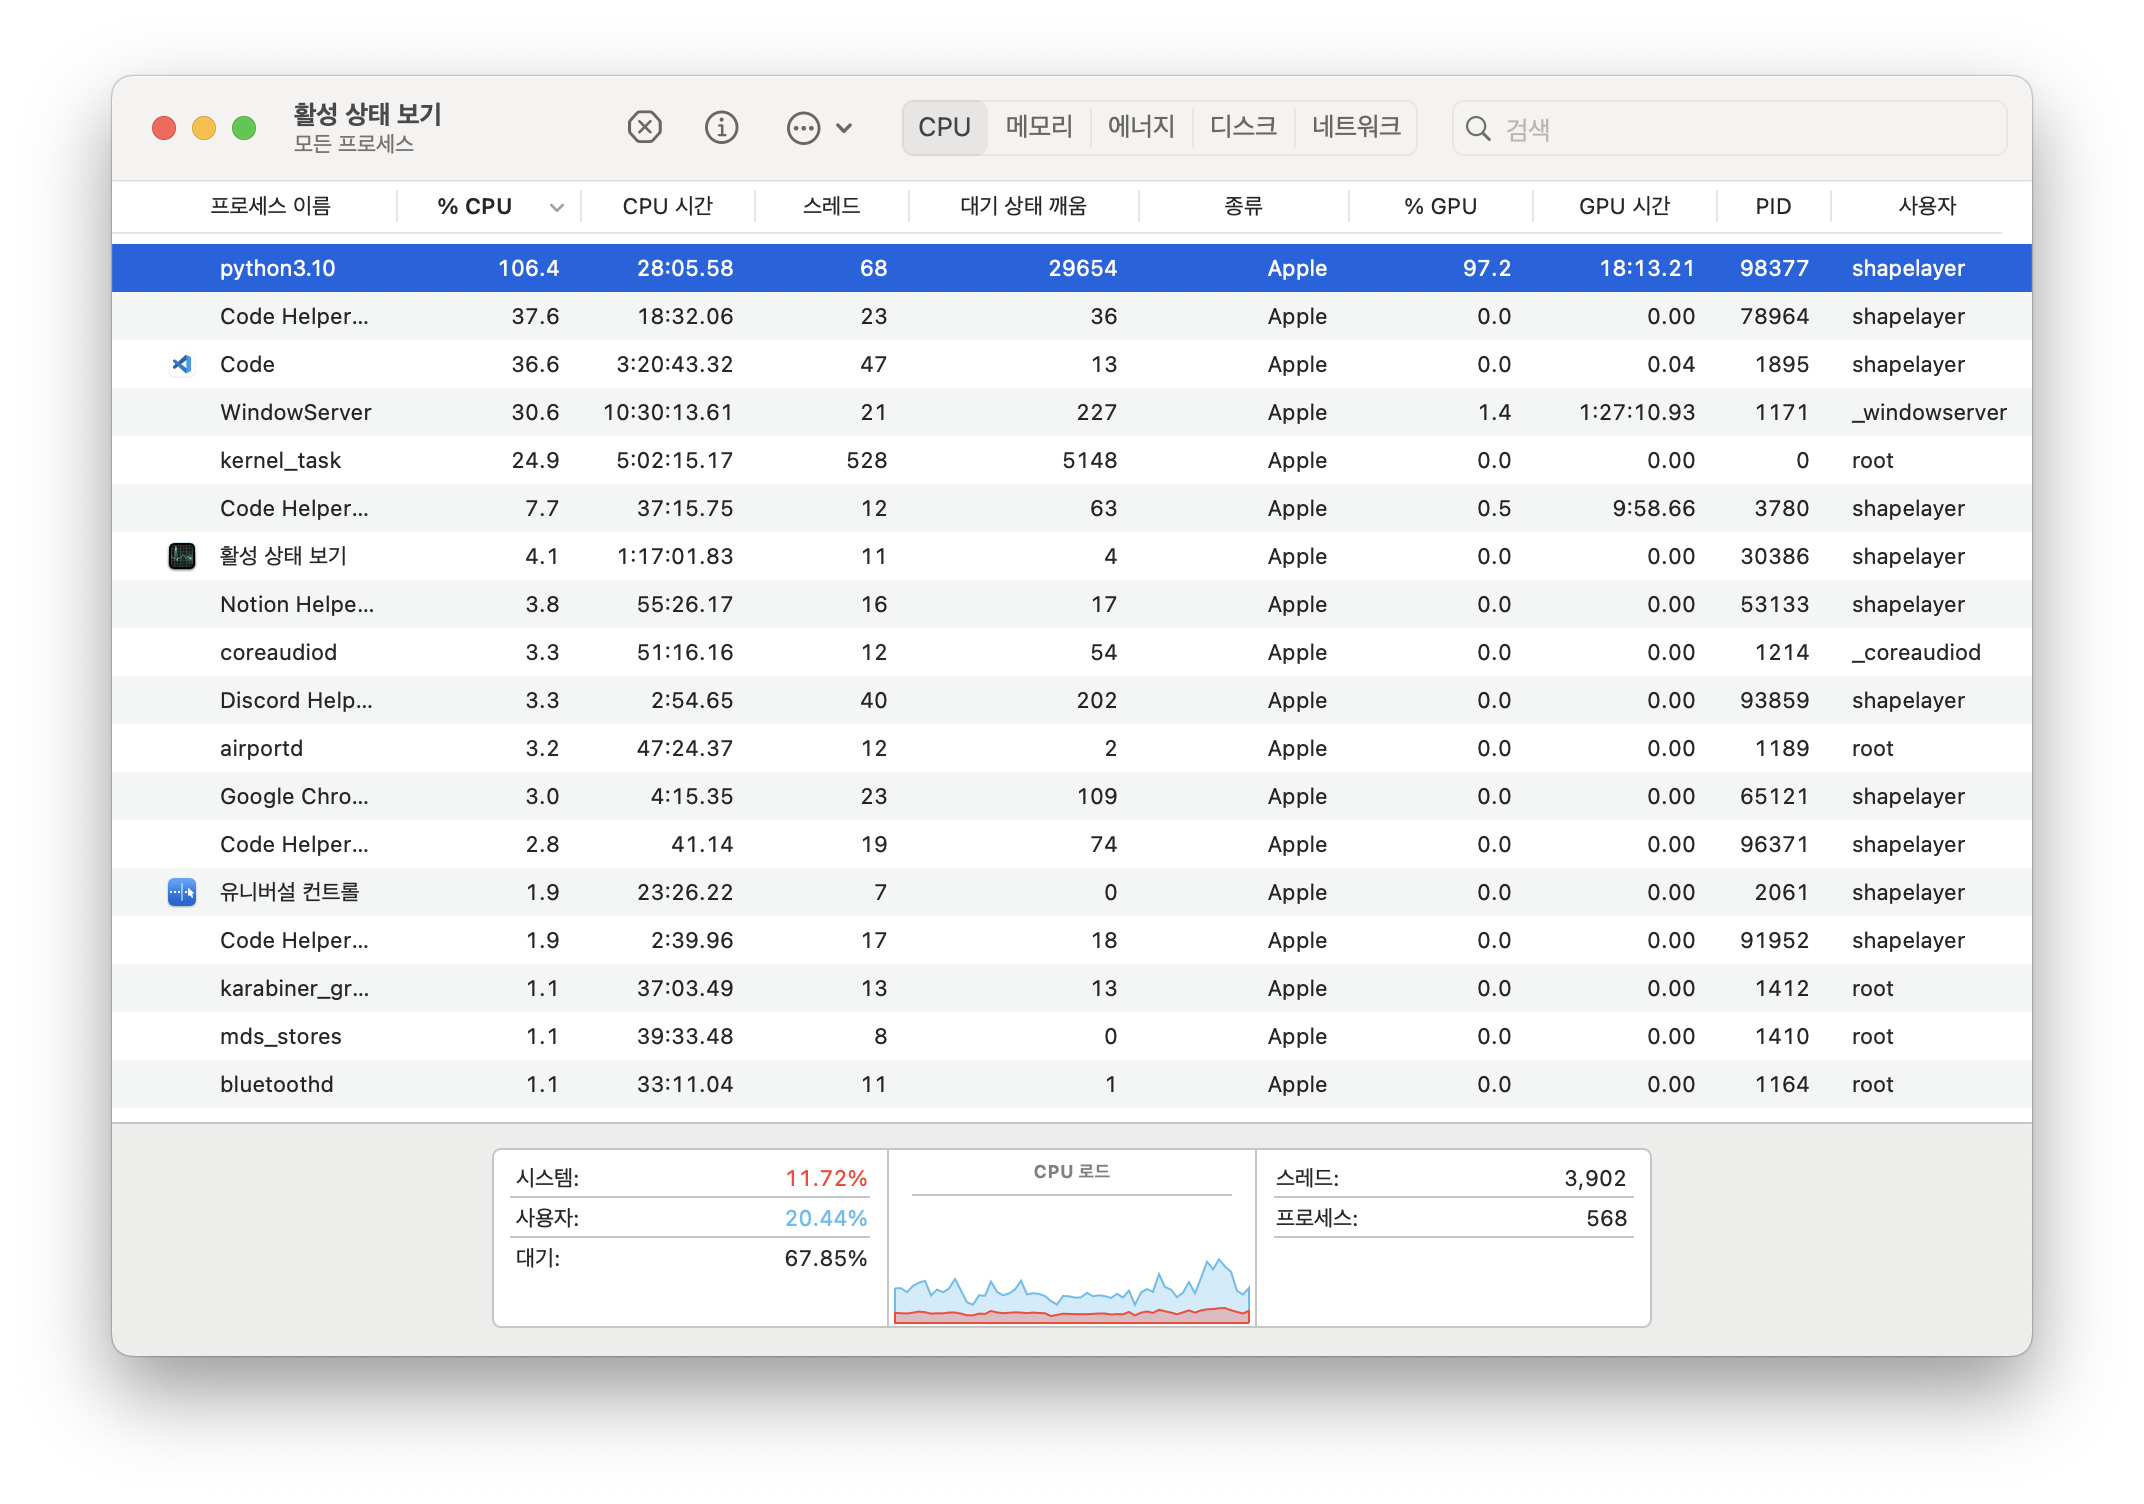 활성 상태 보기
모든 프로세스
CPU 메모리 에너지 디스크 네트워크 검색
프로세스 이름 % CPU CPU 시간 스레드 대기 상태 깨움 종류 % GPU GPU 시간 PID 사용자
python3.10 106.4 28:05.58 68 29654 Apple 97.2 18:13.21 98377 shapelayer
Code Helper... 37.6 18:32.06 23 36 Apple 0.0 0.00 78964 shapelayer
Code 36.6 3:20:43.32 47 13 Apple 0.0 0.04 1895 shapelayer
WindowServer 30.6 10:30:13.61 21 227 Apple 1.4 1:27:10.93 1171 _windowserver
kernel_task 24.9 5:02:15.17 528 5148 Apple 0.0 0.00 0 root
Code Helper... 7.7 37:15.75 12 63 Apple 0.5 9:58.66 3780 shapelayer
활성 상태 보기 4.1 1:17:01.83 11 4 Apple 0.0 0.00 30386 shapelayer
Notion Helpe... 3.8 55:26.17 16 17 Apple 0.0 0.00 53133 shapelayer
coreaudiod 3.3 51:16.16 12 54 Apple 0.0 0.00 1214 _coreaudiod
Discord Help... 3.3 2:54.65 40 202 Apple 0.0 0.00 93859 shapelayer
airportd 3.2 47:24.37 12 2 Apple 0.0 0.00 1189 root
Google Chro... 3.0 4:15.35 23 109 Apple 0.0 0.00 65121 shapelayer
Code Helper... 2.8 41.14 19 74 Apple 0.0 0.00 96371 shapelayer
유니버설 컨트롤 1.9 23:26.22 7 0 Apple 0.0 0.00 2061 shapelayer
Code Helper... 1.9 2:39.96 17 18 Apple 0.0 0.00 91952 shapelayer
karabiner_gr... 1.1 37:03.49 13 13 Apple 0.0 0.00 1412 root
mds_stores 1.1 39:33.48 8 0 Apple 0.0 0.00 1410 root
bluetoothd 1.1 33:11.04 11 1 Apple 0.0 0.00 1164 root
시스템: 11.72%
사용자: 20.44%
대기: 67.85%
CPU 로드
스레드: 3,902
프로세스: 568